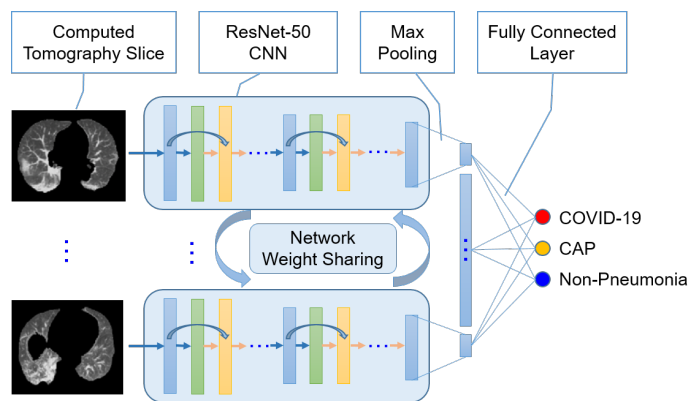 Computed
Tomography Slice
ResNet-50
CNN
Max
Pooling
Fully Connected
Layer
Network
Weight Sharing
COVID-19
CAP
Non-Pneumonia